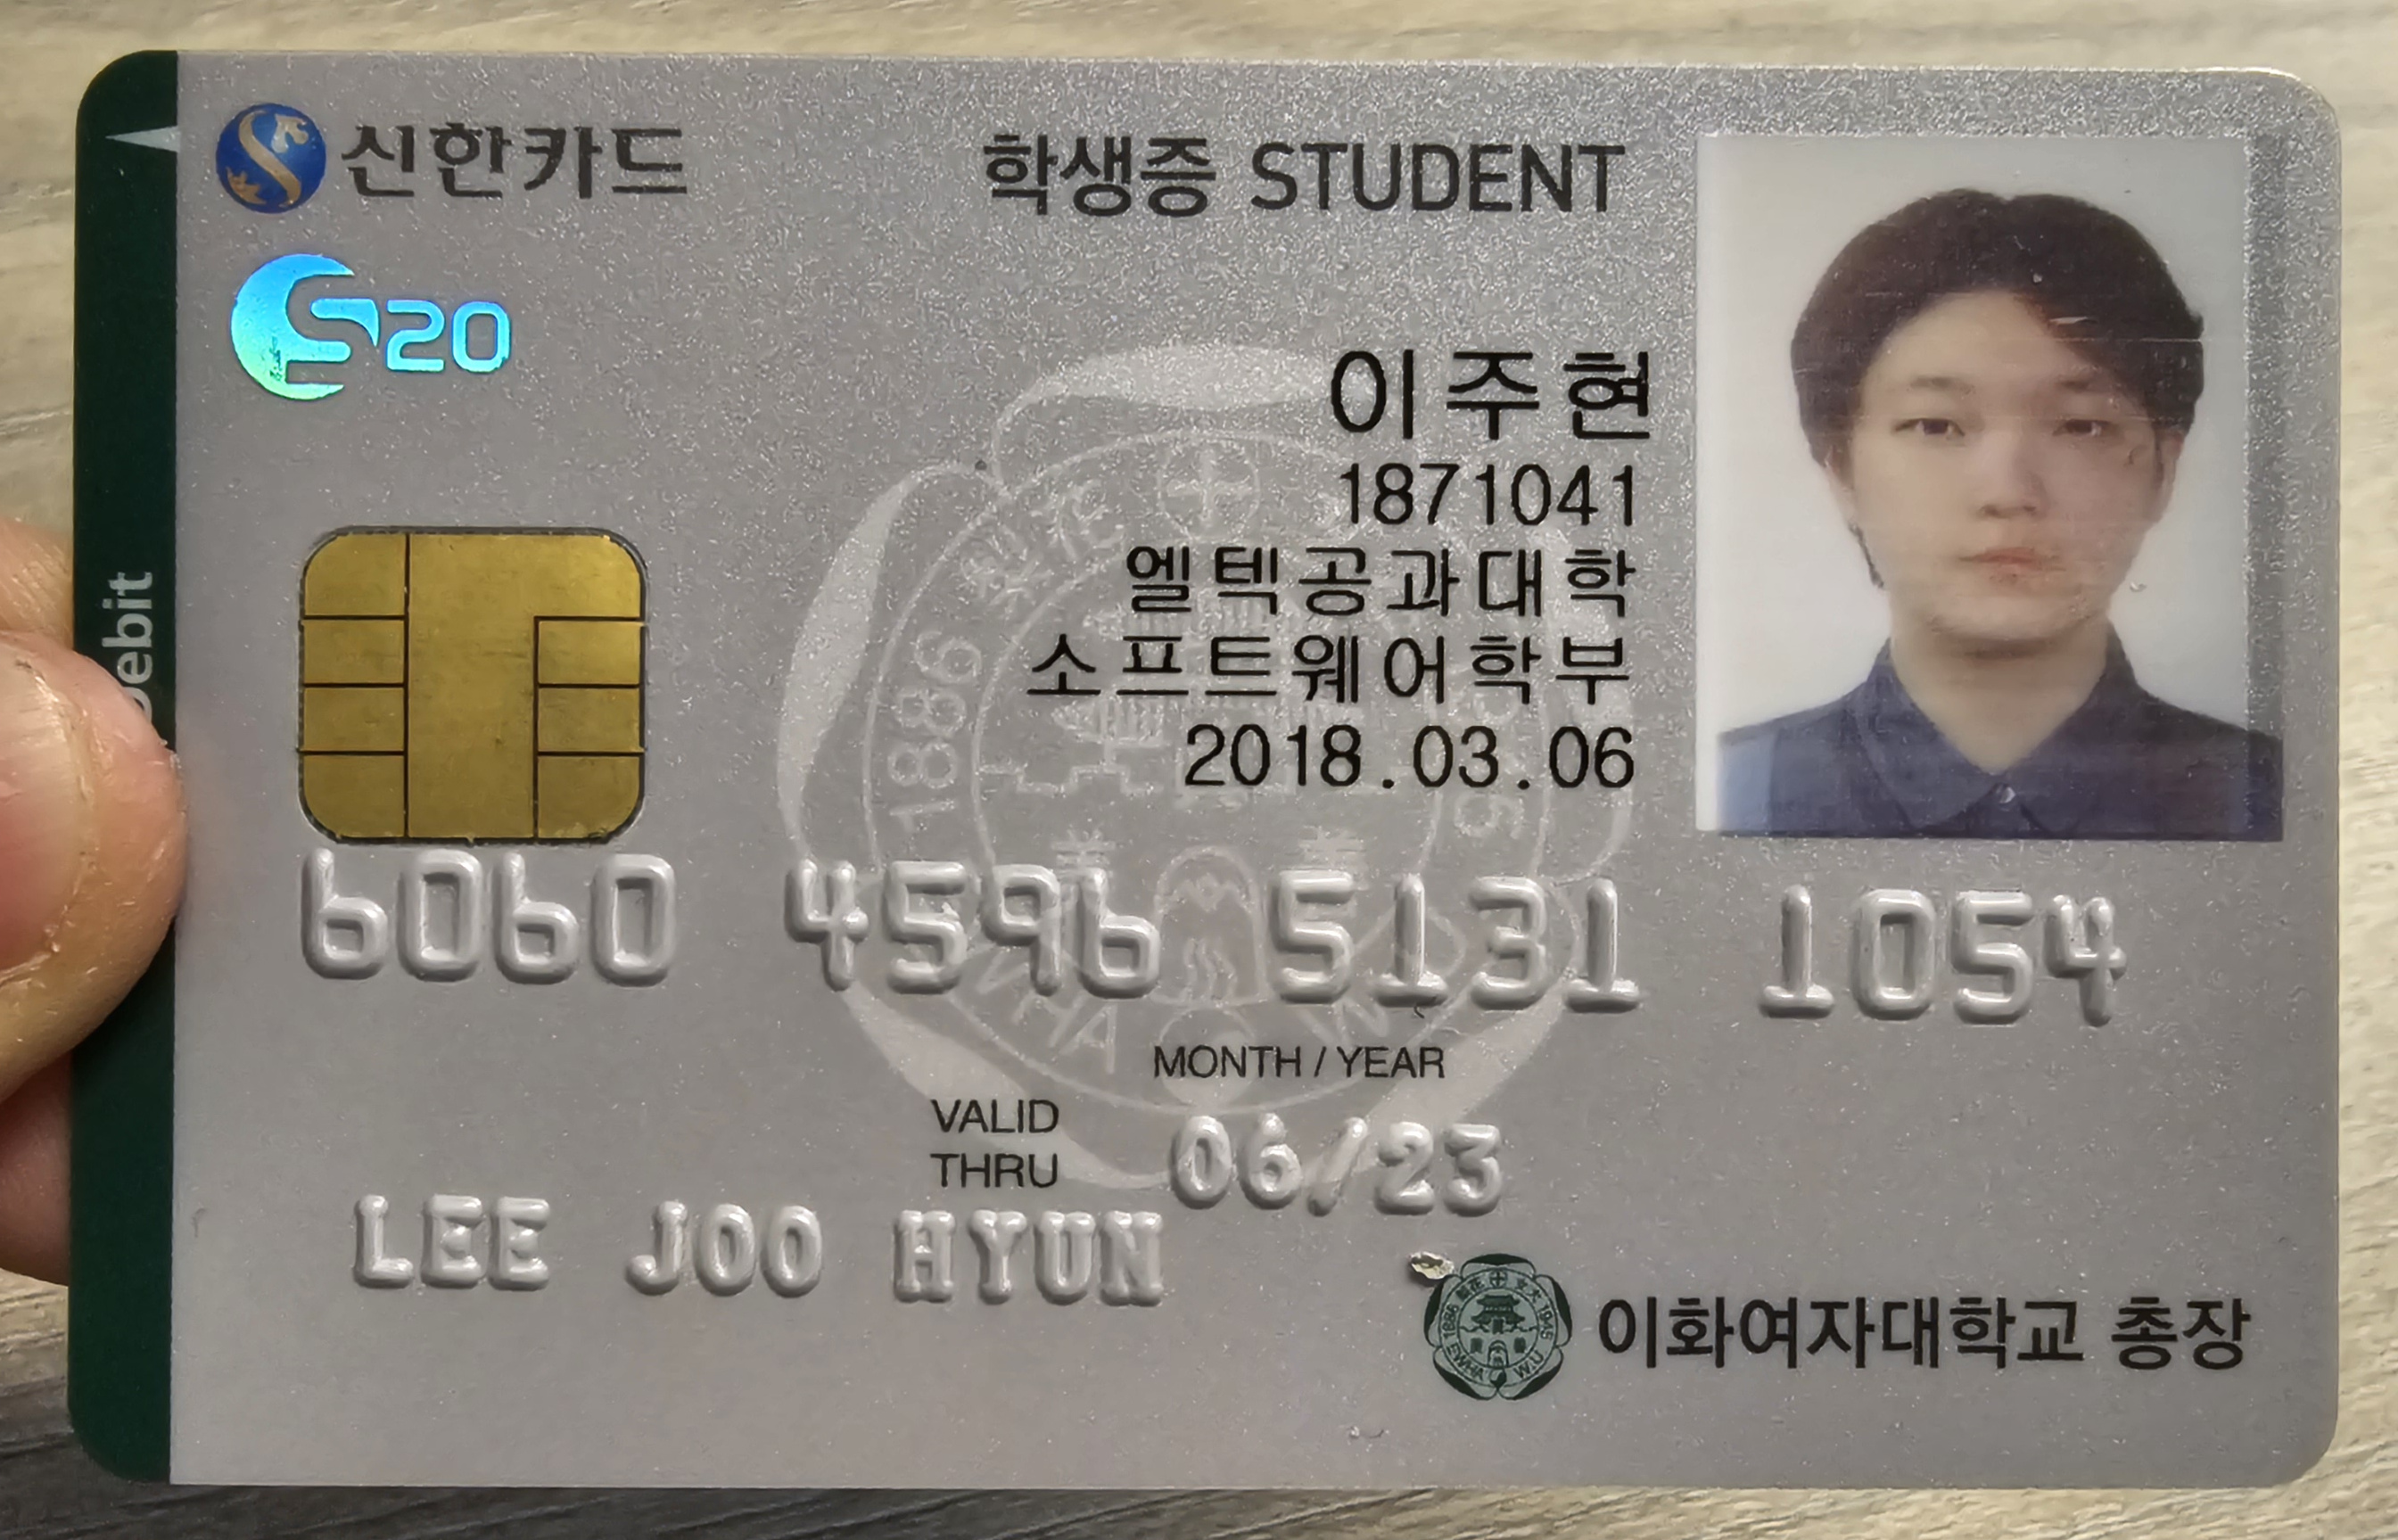 신한카드
학생증 STUDENT
S20
이주현
1871041
엘텍공과대학
소프트웨어학부
2018.03.06
6060 4596 5131 1054
MONTH / YEAR
VALID
THRU
06/23
LEE JOO HYUN
이화여자대학교 총장
1886
EWHA W.U